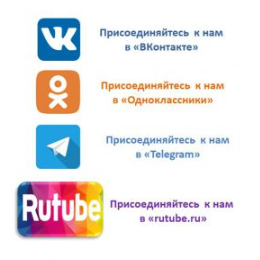 Присоединяйтесь к нам
в «ВКонтакте»
Присоединяйтесь к нам
в «Одноклассники»
Присоединяйтесь к нам
в «Telegram»
Rutube
Присоединяйтесь к нам
в «rutube.ru»